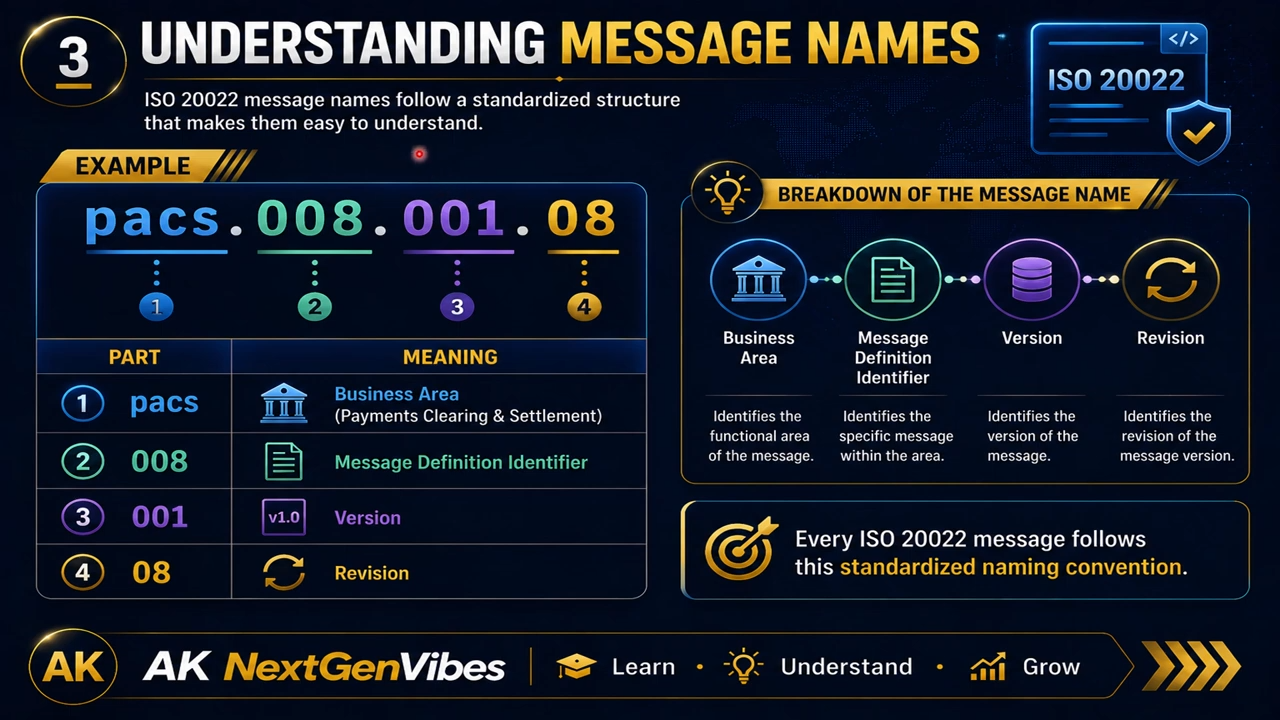 3
UNDERSTANDING MESSAGE NAMES
ISO 20022 message names follow a standardized structure
that makes them easy to understand.
</>
ISO 20022
EXAMPLE
pacs.008.001.08
1 2 3 4
PART MEANING
1 pacs Business Area
(Payments Clearing & Settlement)
2 008 Message Definition Identifier
3 001 v1.0 Version
4 08 Revision
BREAKDOWN OF THE MESSAGE NAME
Business
Area
Message
Definition
Identifier
Version
Revision
Identifies the
functional area
of the message.
Identifies the
specific message
within the area.
Identifies the
version of the
message.
Identifies the
revision of the
message version.
Every ISO 20022 message follows
this standardized naming convention.
AK AK NextGenVibes Learn • Understand • Grow